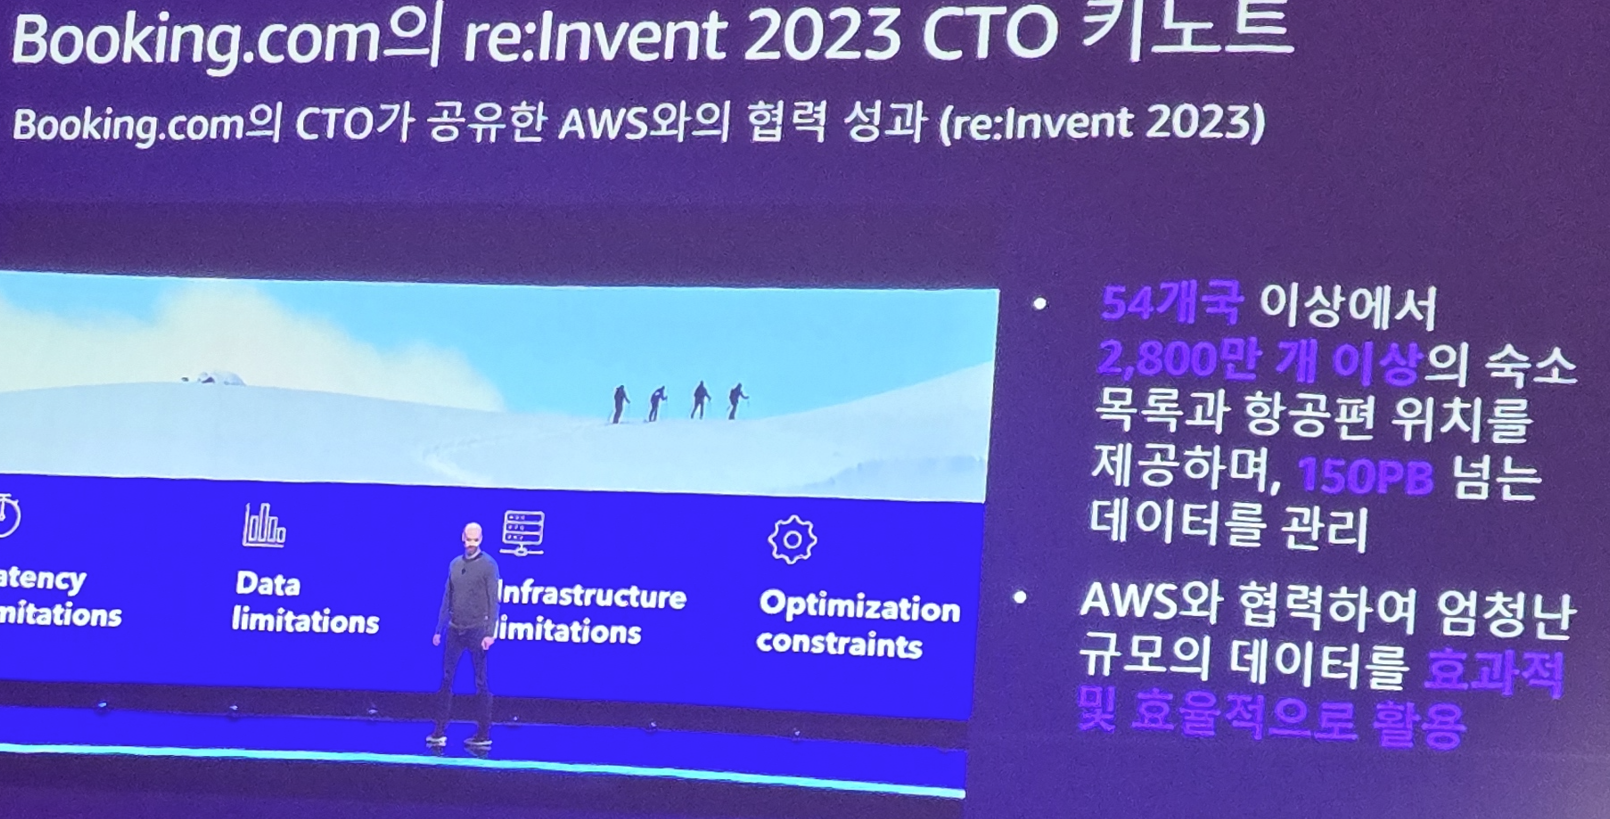 Booking.com의 re:Invent 2023 CTO 키노트
Booking.com의 CTO가 공유한 AWS와의 협력 성과 (re:Invent 2023)
Data
limitations
Infrastructure
limitations
Optimization
constraints
• 54개국 이상에서
2,800만 개 이상의 숙소
목록과 항공편 위치를
제공하며, 150PB 넘는
데이터를 관리
• AWS와 협력하여 엄청난
규모의 데이터를 효과적
및 효율적으로 활용